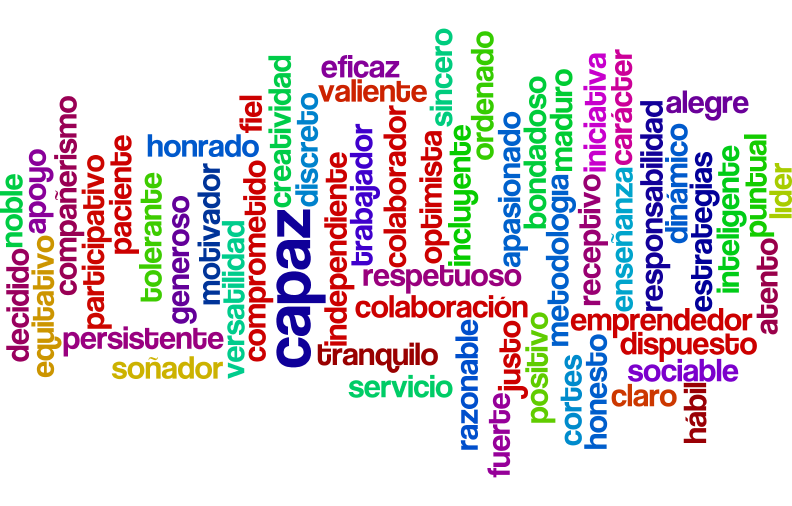 noble
decidido
apoyo
equitativo
compañerismo
participativo
paciente
persistente
soñador
tolerante
honrado
generoso
motivador
versatilidad
fiel
comprometido
creatividad
discreto
capaz
eficaz
valiente
independiente
trabajador
colaborador
optimista
sincero
incluyente
ordenado
respetuoso
colaboración
tranquilo
servicio
razonable
fuerte
justo
apasionado
bondadoso
maduro
positivo
metodologia
cortes
honesto
iniciativa
carácter
receptivo
enseñanza
responsabilidad
dinámico
alegre
estrategias
inteligente
puntual
lider
atento
emprendedor
dispuesto
sociable
claro
hábil